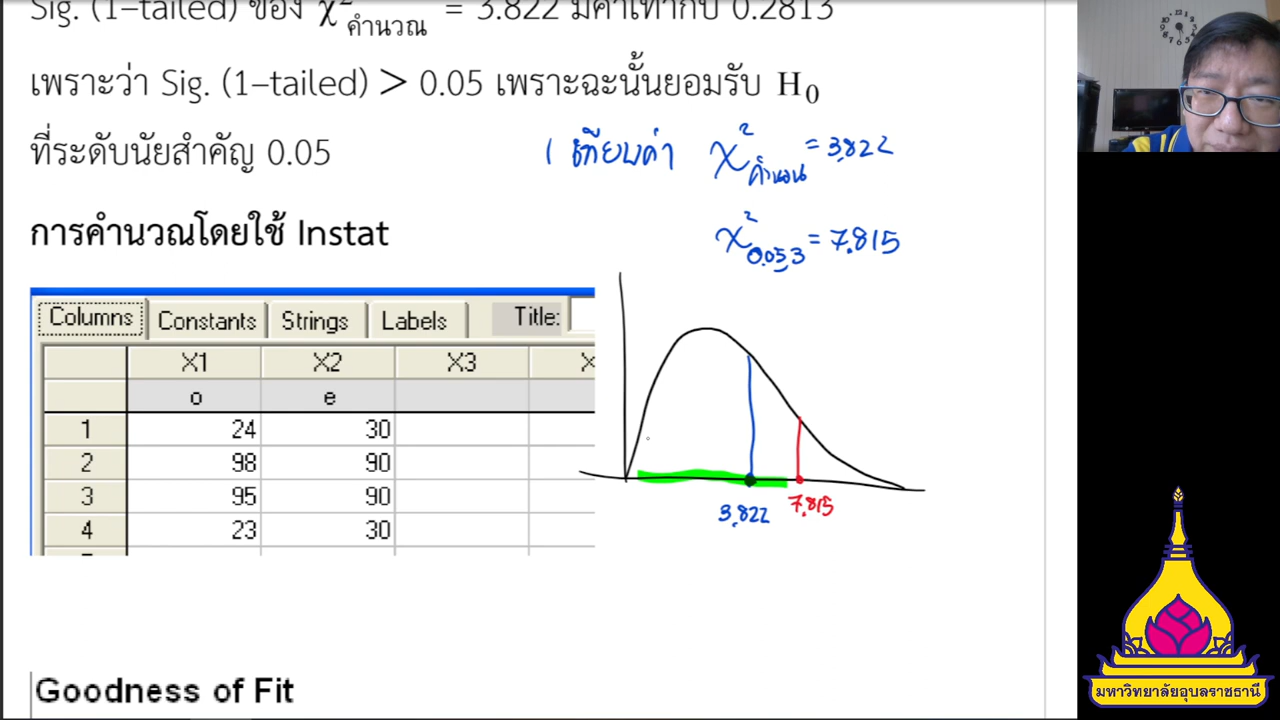 Sig. (1–tailed) ของ χ²คำนวณ = 3.822 มีค่าเท่ากับ 0.2813
เพราะว่า Sig. (1–tailed) > 0.05 เพราะฉะนั้นยอมรับ H₀
ที่ระดับนัยสำคัญ 0.05
เทียบค่า χ²คำนวณ = 3.822
χ²0.05,3 = 7.815
การคำนวณโดยใช้ Instat
Columns Constants Strings Labels Title:
X1 X2 X3
o e
1 24 30
2 98 90
3 95 90
4 23 30
3.822 7.815
Goodness of Fit
มหาวิทยาลัยอุบลราชธานี